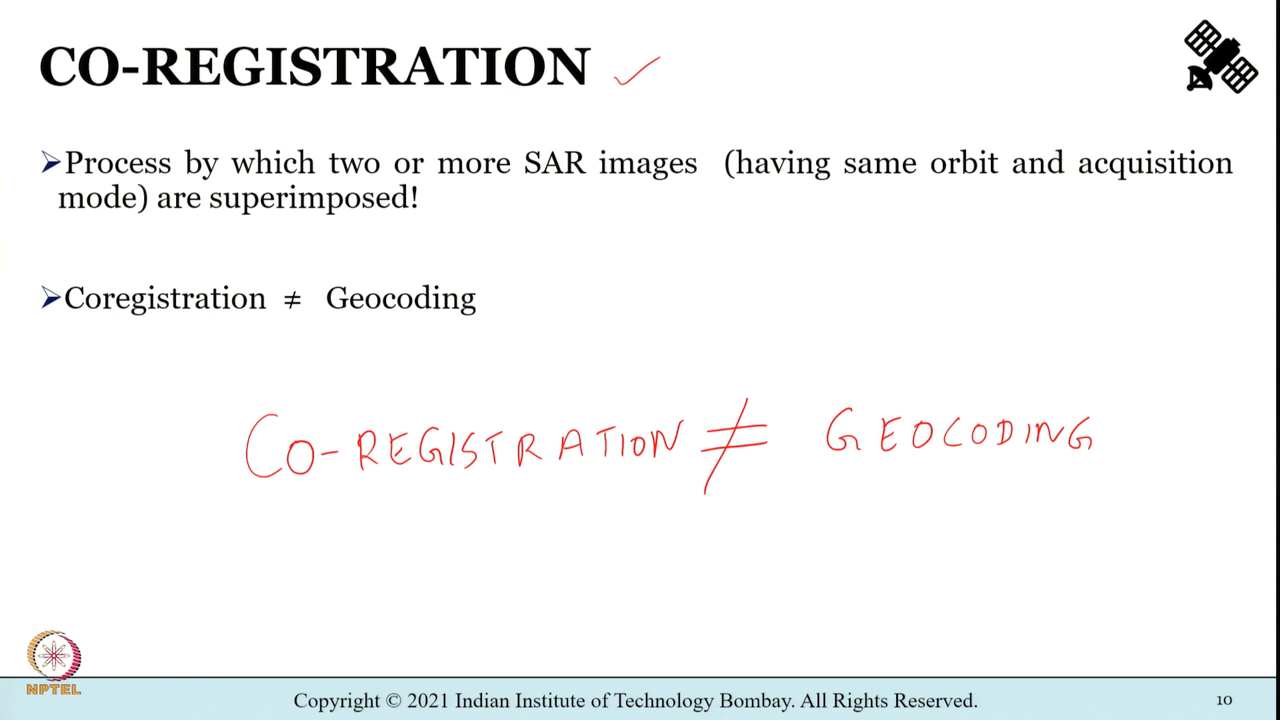 CO-REGISTRATION
➢Process by which two or more SAR images (having same orbit and acquisition
mode) are superimposed!
➢Coregistration ≠ Geocoding
CO-REGISTRATION ≠ GEOCODING
NPTEL
Copyright © 2021 Indian Institute of Technology Bombay. All Rights Reserved.
10